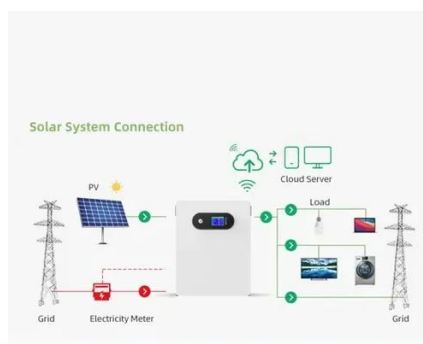 Solar System Connection
Cloud Server
PV
Load
Grid
Electricity Meter
Grid